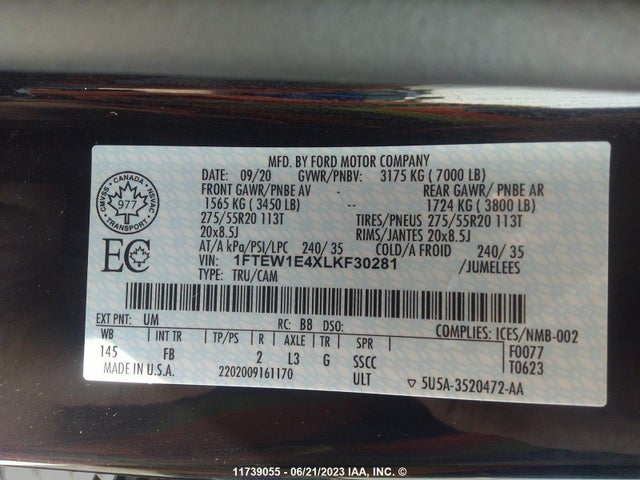 MFD. BY FORD MOTOR COMPANY
DATE: 09/20 GVWR/PNBV: 3175 KG ( 7000 LB)
FRONT GAWR/PNBE AV - REAR GAWR/ PNBE AR
1565 KG ( 3450 LB) -- 1724 KG ( 3800 LB)
275/55R20 113T TIRES/PNEUS 275/55R20 113T
20x8.5J RIMS/JANTES 20x8.5J
AT/A kPa/PSI/LPC 240/ 35 COLD/A FROID 240/ 35
VIN: 1FTEW1E4XLKF30281 /JUMELEES
TYPE: TRU/CAM
CMVSS · CANADA · NSVAC
977
TRANSPORT
EC
EXT PNT: UM RC: B8 DSO: COMPLIES: ICES/NMB-002
WB INT TR TP/PS R AXLE TR SPR F0077
145 FB 2 L3 G SSCC T0623
MADE IN U.S.A. 2202009161170 ULT ▽ 5U5A-3520472-AA
11739055 - 06/21/2023 IAA, INC. ©